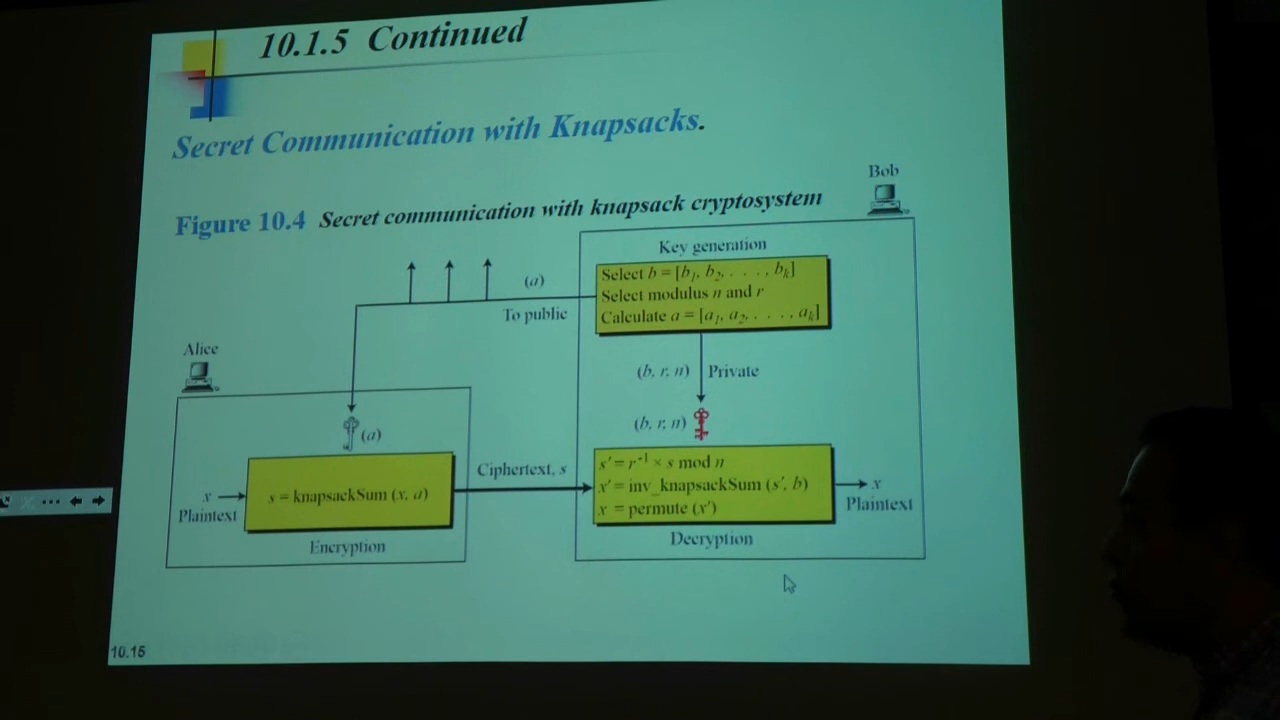 10.1.5 Continued
Secret Communication with Knapsacks.
Figure 10.4 Secret communication with knapsack cryptosystem
Bob
Key generation
Select b = [b1, b2, . . . , bk]
Select modulus n and r
Calculate a = [a1, a2, . . . , ak]
(a)
To public
(b, r, n) Private
(b, r, n)
Alice
(a)
x
Plaintext
s = knapsackSum (x, a)
Encryption
Ciphertext, s
s′ = r⁻¹ × s mod n
x′ = inv_knapsackSum (s′, b)
x = permute (x′)
Decryption
x
Plaintext
10.15